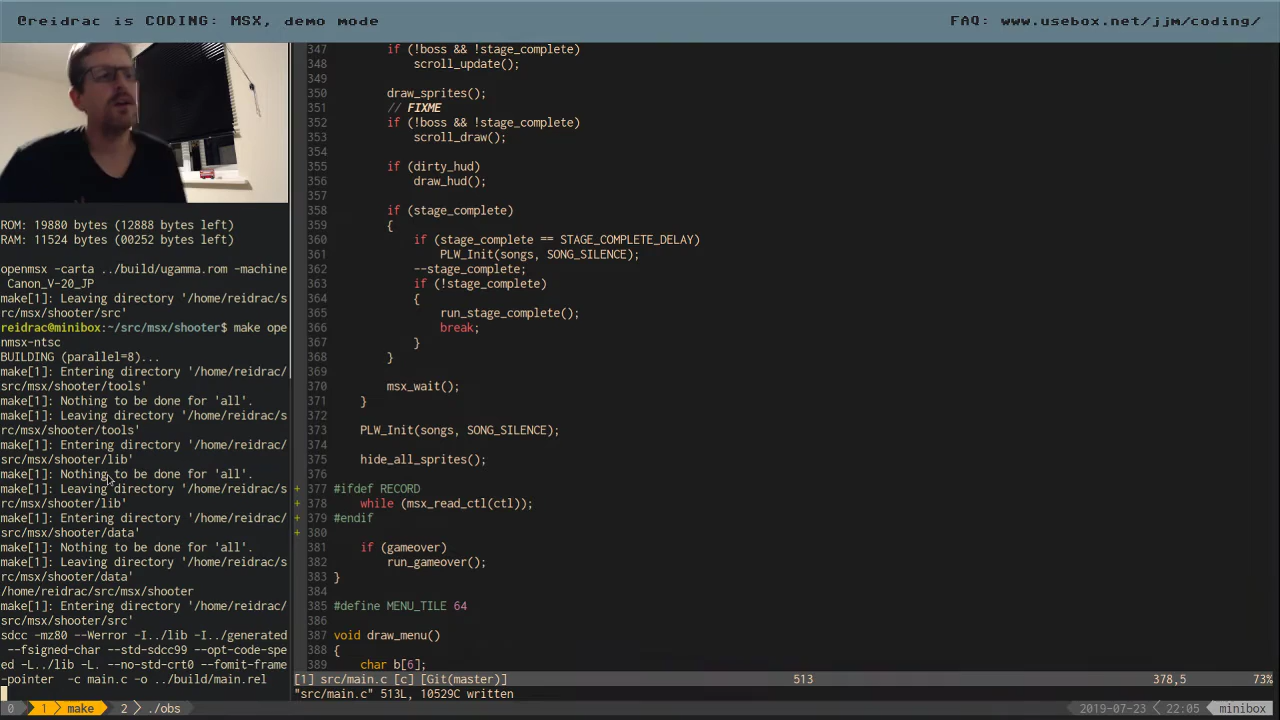 @reidrac is CODING: MSX, demo mode
FAQ: www.usebox.net/jjm/coding/
ROM: 19880 bytes (12888 bytes left)
RAM: 11524 bytes (00252 bytes left)
openmsx -carta ../build/ugamma.rom -machine
Canon_V-20_JP
make[1]: Leaving directory '/home/reidrac/s
rc/msx/shooter/src'
reidrac@minibox:~/src/msx/shooter$ make ope
nmsx-ntsc
BUILDING (parallel=8)...
make[1]: Entering directory '/home/reidrac/
src/msx/shooter/tools'
make[1]: Nothing to be done for 'all'.
make[1]: Leaving directory '/home/reidrac/s
rc/msx/shooter/tools'
make[1]: Entering directory '/home/reidrac/
src/msx/shooter/lib'
make[1]: Nothing to be done for 'all'.
make[1]: Leaving directory '/home/reidrac/s
rc/msx/shooter/lib'
make[1]: Entering directory '/home/reidrac/
src/msx/shooter/data'
make[1]: Nothing to be done for 'all'.
make[1]: Leaving directory '/home/reidrac/s
rc/msx/shooter/data'
/home/reidrac/src/msx/shooter
make[1]: Entering directory '/home/reidrac/
src/msx/shooter/src'
sdcc -mz80 --Werror -I../lib -I../generated
--fsigned-char --std-sdcc99 --opt-code-spe
ed -L../lib -L. --no-std-crt0 --fomit-frame
-pointer  -c main.c -o ../build/main.rel
347 if (!boss && !stage_complete)
348 scroll_update();
349
350 draw_sprites();
351 // FIXME
352 if (!boss && !stage_complete)
353 scroll_draw();
354
355 if (dirty_hud)
356 draw_hud();
357
358 if (stage_complete)
359 {
360 if (stage_complete == STAGE_COMPLETE_DELAY)
361 PLW_Init(songs, SONG_SILENCE);
362 --stage_complete;
363 if (!stage_complete)
364 {
365 run_stage_complete();
366 break;
367 }
368 }
369
370 msx_wait();
371 }
372
373 PLW_Init(songs, SONG_SILENCE);
374
375 hide_all_sprites();
376
+ 377 #ifdef RECORD
+ 378 while (msx_read_ctl(ctl));
+ 379 #endif
+ 380
381 if (gameover)
382 run_gameover();
383 }
384
385 #define MENU_TILE 64
386
387 void draw_menu()
388 {
389 char b[6];
[1] src/main.c [c] [Git(master)] 513 378,5 73%
"src/main.c" 513L, 10529C written
0 1 make 2 ./obs 2019-07-23 22:05 minibox